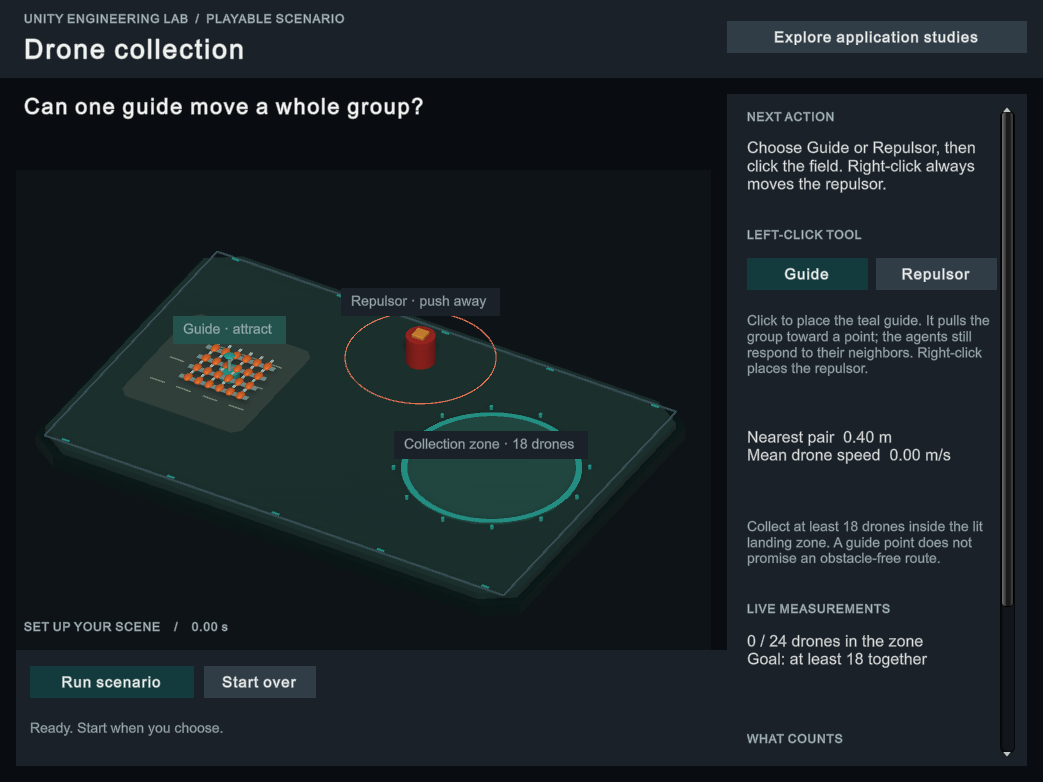 UNITY ENGINEERING LAB / PLAYABLE SCENARIO
Drone collection
Explore application studies
Can one guide move a whole group?
Repulsor · push away
Guide · attract
Collection zone · 18 drones
SET UP YOUR SCENE / 0.00 s
Run scenario
Start over
Ready. Start when you choose.
NEXT ACTION
Choose Guide or Repulsor, then
click the field. Right-click always
moves the repulsor.
LEFT-CLICK TOOL
Guide
Repulsor
Click to place the teal guide. It pulls the
group toward a point; the agents still
respond to their neighbors. Right-click
places the repulsor.
Nearest pair 0.40 m
Mean drone speed 0.00 m/s
Collect at least 18 drones inside the lit
landing zone. A guide point does not
promise an obstacle-free route.
LIVE MEASUREMENTS
0 / 24 drones in the zone
Goal: at least 18 together
WHAT COUNTS